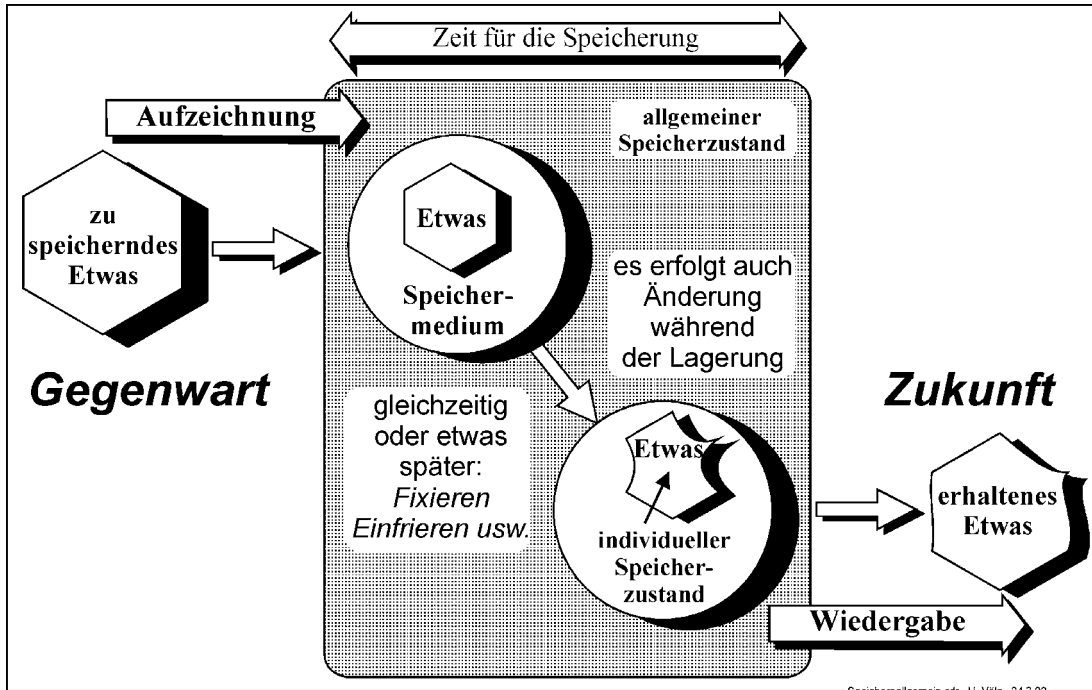 Zeit für die Speicherung
Aufzeichnung
allgemeiner
Speicherzustand
zu
speicherndes
Etwas
Etwas
Speicher-
medium
es erfolgt auch
Änderung
während
der Lagerung
Gegenwart
Zukunft
gleichzeitig
oder etwas
später:
Fixieren
Einfrieren usw.
Etwas
individueller
Speicher-
zustand
erhaltenes
Etwas
Wiedergabe